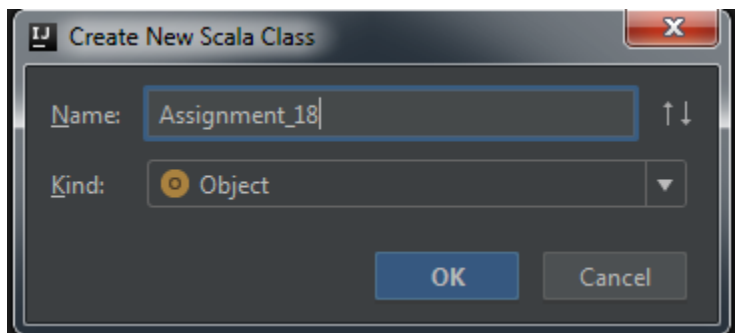 IJ Create New Scala Class X
Name: Assignment_18
Kind: O Object
OK Cancel